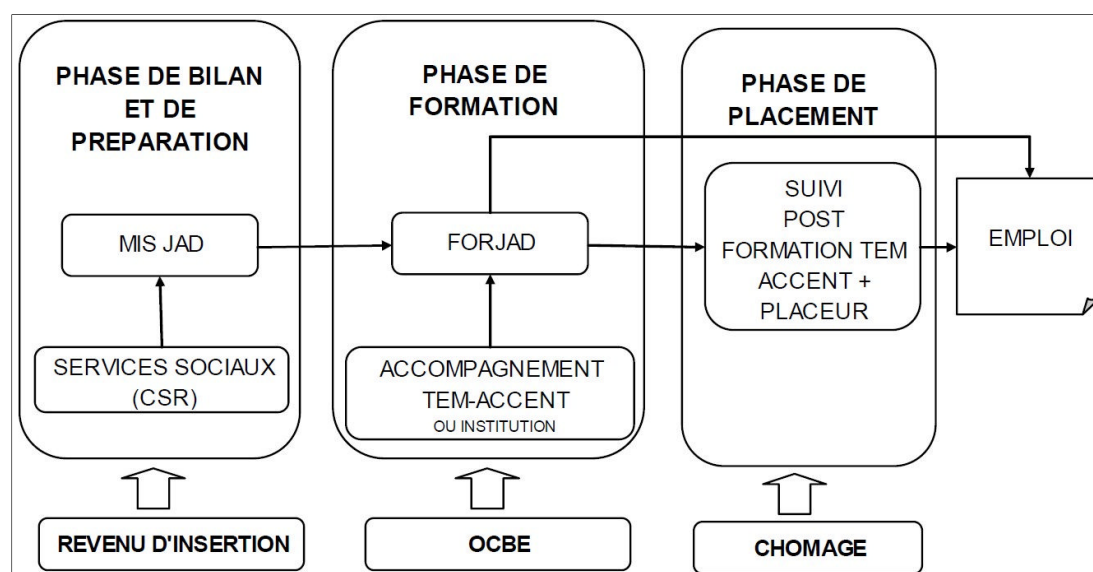 PHASE DE BILAN
ET DE
PREPARATION
MIS JAD
SERVICES SOCIAUX
(CSR)
REVENU D'INSERTION
PHASE DE
FORMATION
FORJAD
ACCOMPAGNEMENT
TEM-ACCENT
OU INSTITUTION
OCBE
PHASE DE
PLACEMENT
SUIVI
POST
FORMATION TEM
ACCENT +
PLACEUR
CHOMAGE
EMPLOI